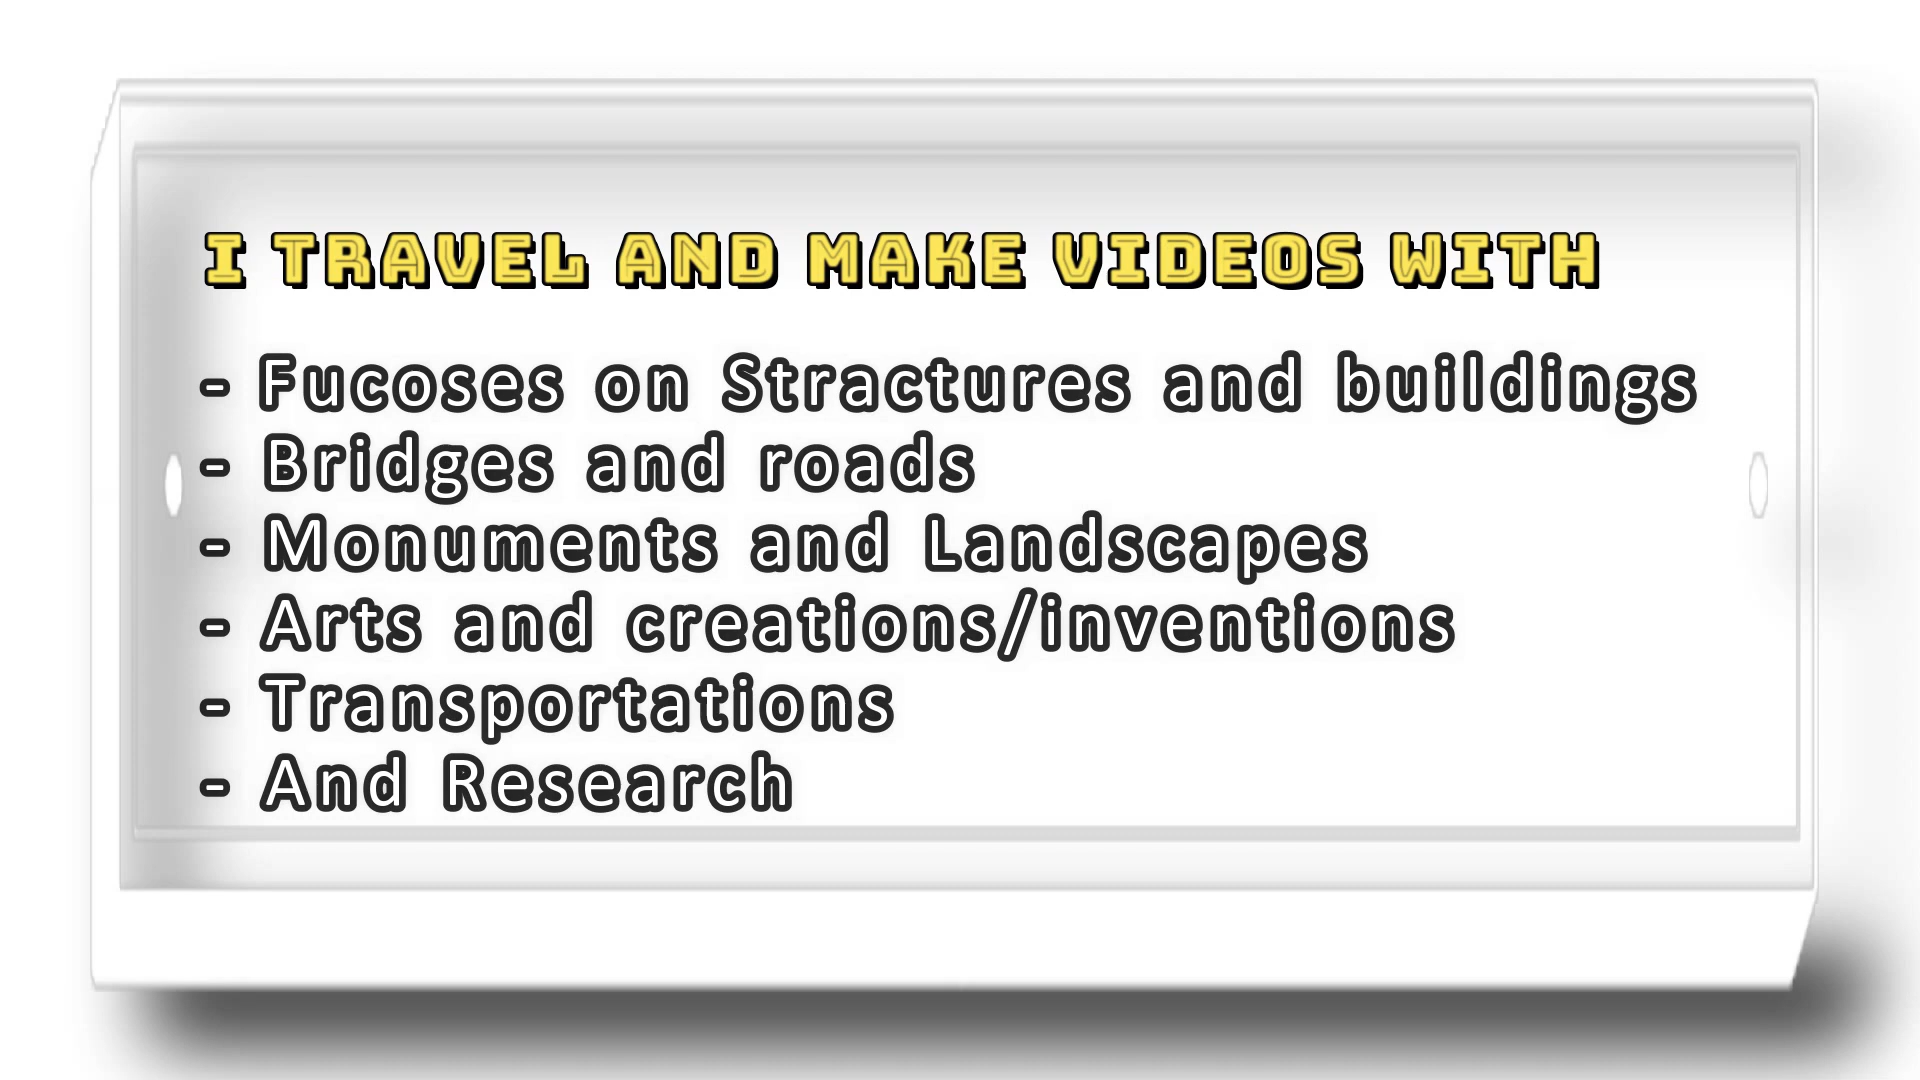 I TRAVEL AND MAKE VIDEOS WITH
- Fucoses on Stractures and buildings
- Bridges and roads
- Monuments and Landscapes
- Arts and creations/inventions
- Transportations
- And Research